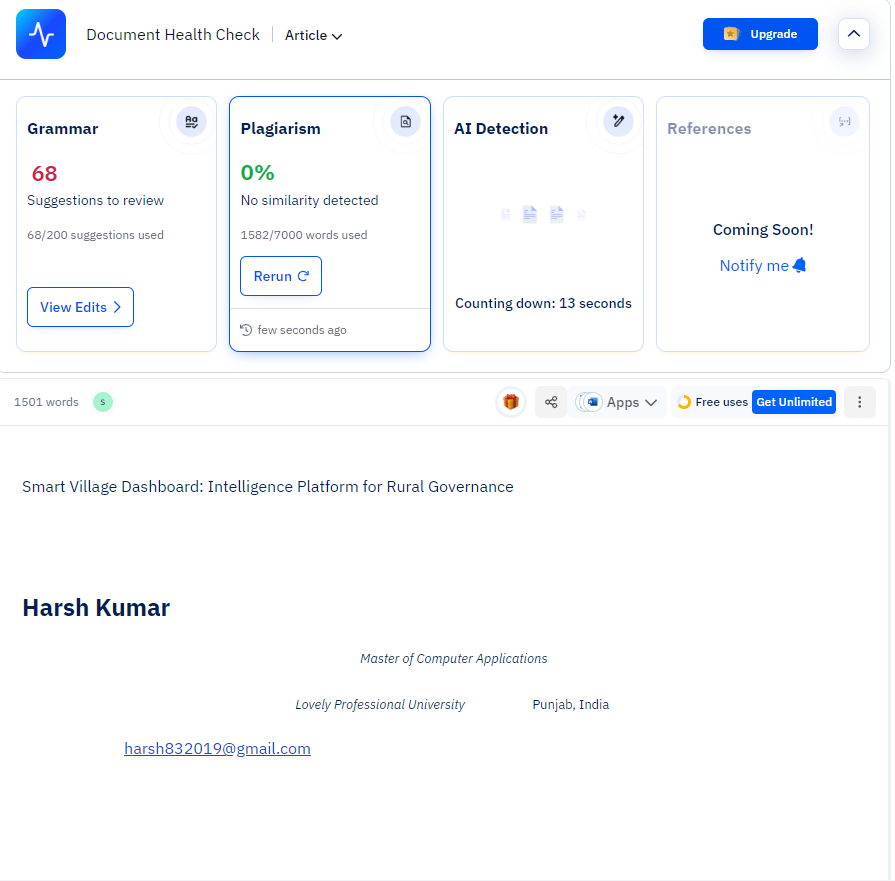 Document Health Check
Article
Upgrade
Grammar
68
Suggestions to review
68/200 suggestions used
View Edits
Plagiarism
0%
No similarity detected
1582/7000 words used
Rerun
few seconds ago
AI Detection
Counting down: 13 seconds
References
Coming Soon!
Notify me
1501 words
S
Apps
Free uses
Get Unlimited
Smart Village Dashboard: Intelligence Platform for Rural Governance
Harsh Kumar
Master of Computer Applications
Lovely Professional University Punjab, India
harsh832019@gmail.com